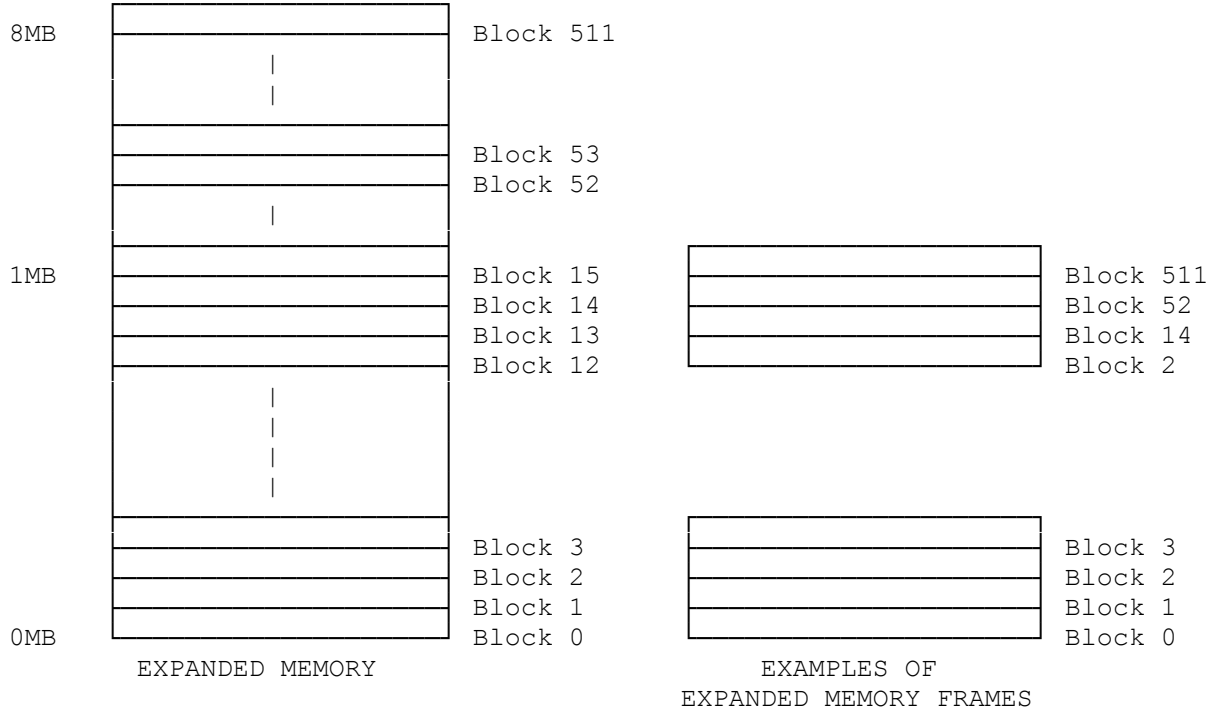 8MB Block 511
Block 53
Block 52
1MB Block 15 Block 511
Block 14 Block 52
Block 13 Block 14
Block 12 Block 2
Block 3 Block 3
Block 2 Block 2
Block 1 Block 1
0MB Block 0 Block 0
EXPANDED MEMORY EXAMPLES OF
EXPANDED MEMORY FRAMES